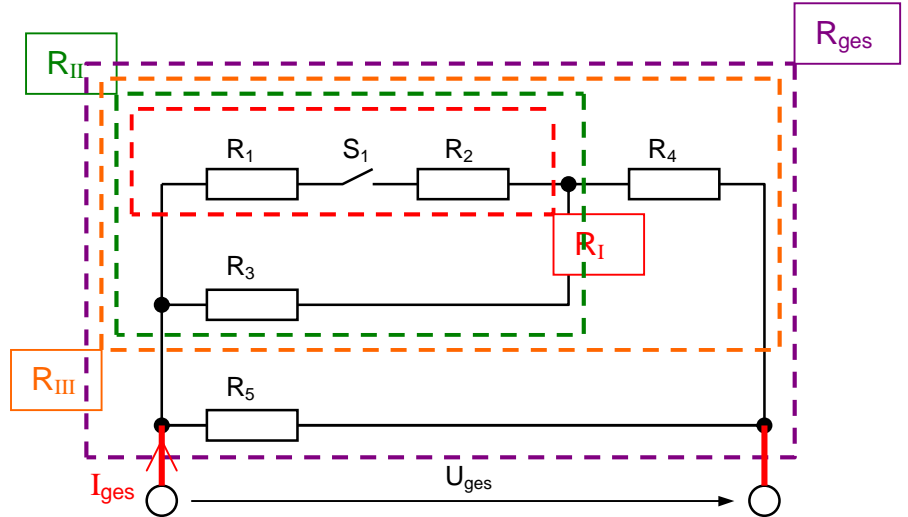 R_ges
R_II
R_1 S_1 R_2 R_4
R_I
R_3
R_III
R_5
I_ges
U_ges